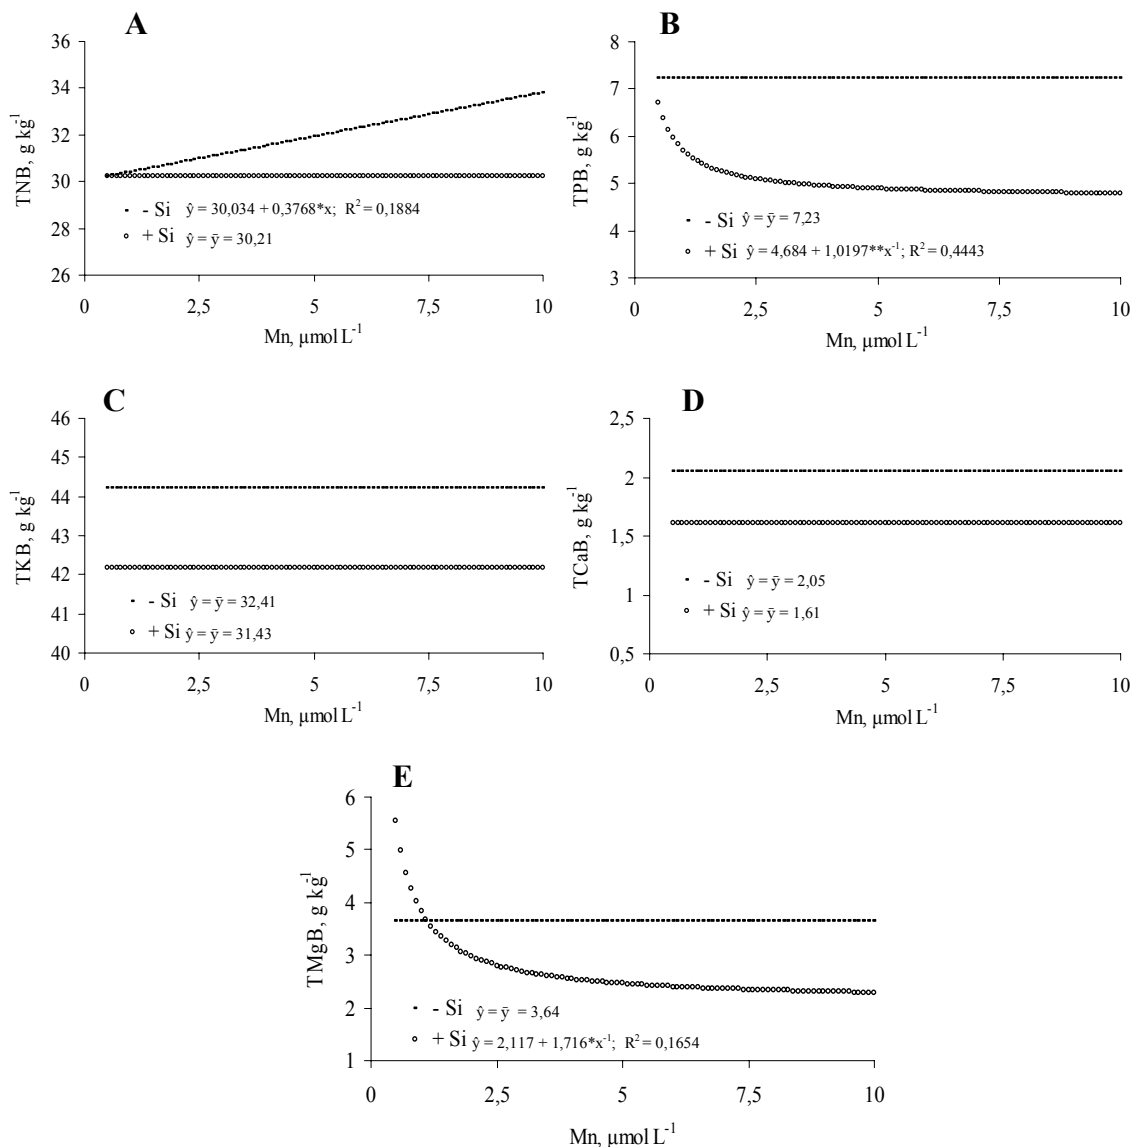 A
TNB, g kg⁻¹
36
34
32
30
28
26
- Si ŷ = 30,034 + 0,3768*x; R² = 0,1884
+ Si ŷ = ȳ = 30,21
0 2,5 5 7,5 10
Mn, µmol L⁻¹
B
TPB, g kg⁻¹
8
7
6
5
4
3
- Si ŷ = ȳ = 7,23
+ Si ŷ = 4,684 + 1,0197**x⁻¹; R² = 0,4443
0 2,5 5 7,5 10
Mn, µmol L⁻¹
C
TKB, g kg⁻¹
46
45
44
43
42
41
40
- Si ŷ = ȳ = 32,41
+ Si ŷ = ȳ = 31,43
0 2,5 5 7,5 10
Mn, µmol L⁻¹
D
TCaB, g kg⁻¹
2,5
2
1,5
1
0,5
- Si ŷ = ȳ = 2,05
+ Si ŷ = ȳ = 1,61
0 2,5 5 7,5 10
Mn, µmol L⁻¹
E
TMgB, g kg⁻¹
6
5
4
3
2
1
- Si ŷ = ȳ = 3,64
+ Si ŷ = 2,117 + 1,716*x⁻¹; R² = 0,1654
0 2,5 5 7,5 10
Mn, µmol L⁻¹